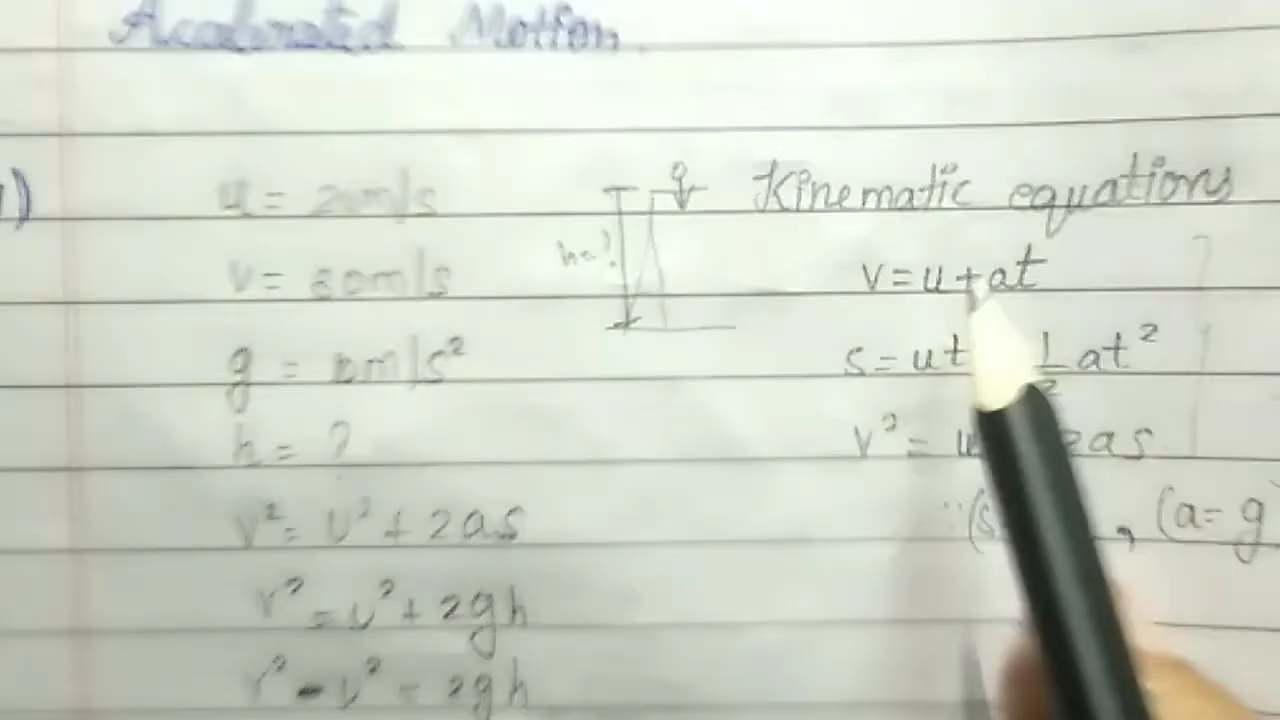 Accelerated Motion.
1)
u = 20m/s
v = 80m/s
g = 10m/s²
h = ?
v² = u² + 2as
v² = u² + 2gh
v² - u² = 2gh
g
h=?
Kinematic equations
v = u + at
s = ut 1/2 at²
v² = u 2as
(a = g